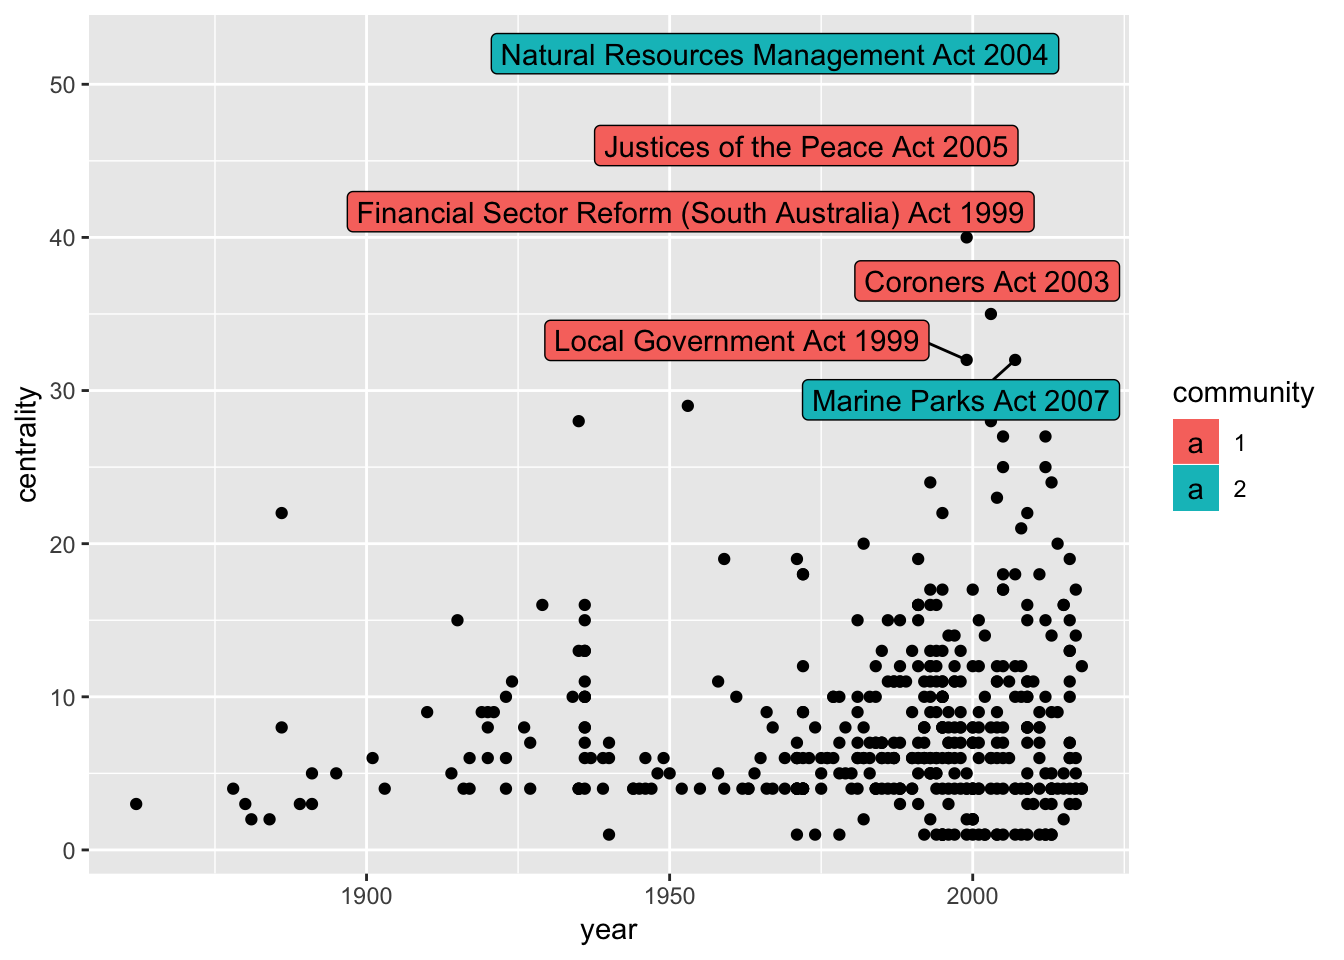 Natural Resources Management Act 2004
50
Justices of the Peace Act 2005
Financial Sector Reform (South Australia) Act 1999
40
Coroners Act 2003
Local Government Act 1999
30
Marine Parks Act 2007
20
10
0
centrality
1900
1950
2000
year
community
a 1
a 2